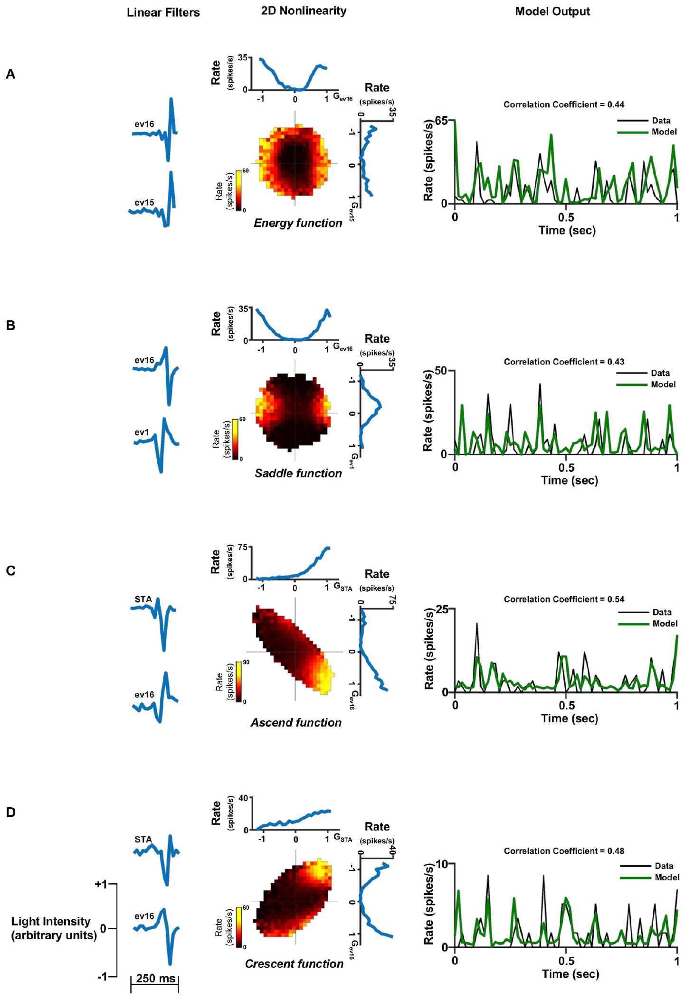 Linear Filters
2D Nonlinearity
Model Output
A
ev16
ev15
Rate
(spikes/s)
35
0
-1
0
1
Gev16
Rate
(spikes/s)
0
35
-1
0
1
Gev15
Rate
(spikes/s)
60
0
Energy function
Correlation Coefficient = 0.44
Data
Model
Rate (spikes/s)
65
0
0
0.5
1
Time (sec)
B
ev16
ev1
Rate
(spikes/s)
35
0
-1
0
1
Gev16
Rate
(spikes/s)
0
35
-1
0
1
Gev1
Rate
(spikes/s)
60
0
Saddle function
Correlation Coefficient = 0.43
Data
Model
Rate (spikes/s)
50
0
0
0.5
1
Time (sec)
C
STA
ev16
Rate
(spikes/s)
75
0
-1
0
1
GSTA
Rate
(spikes/s)
0
75
-1
0
1
Gev16
Rate
(spikes/s)
90
0
Ascend function
Correlation Coefficient = 0.54
Data
Model
Rate (spikes/s)
25
0
0
0.5
1
Time (sec)
D
STA
ev16
+1
0
-1
Light Intensity
(arbitrary units)
250 ms
Rate
(spikes/s)
40
0
-1
0
1
GSTA
Rate
(spikes/s)
0
40
-1
0
1
Gev16
Rate
(spikes/s)
60
0
Crescent function
Correlation Coefficient = 0.48
Data
Model
Rate (spikes/s)
10
0
0
0.5
1
Time (sec)